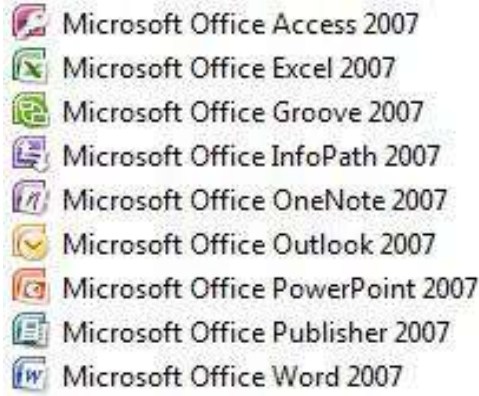 Microsoft Office Access 2007
Microsoft Office Excel 2007
Microsoft Office Groove 2007
Microsoft Office InfoPath 2007
Microsoft Office OneNote 2007
Microsoft Office Outlook 2007
Microsoft Office PowerPoint 2007
Microsoft Office Publisher 2007
Microsoft Office Word 2007